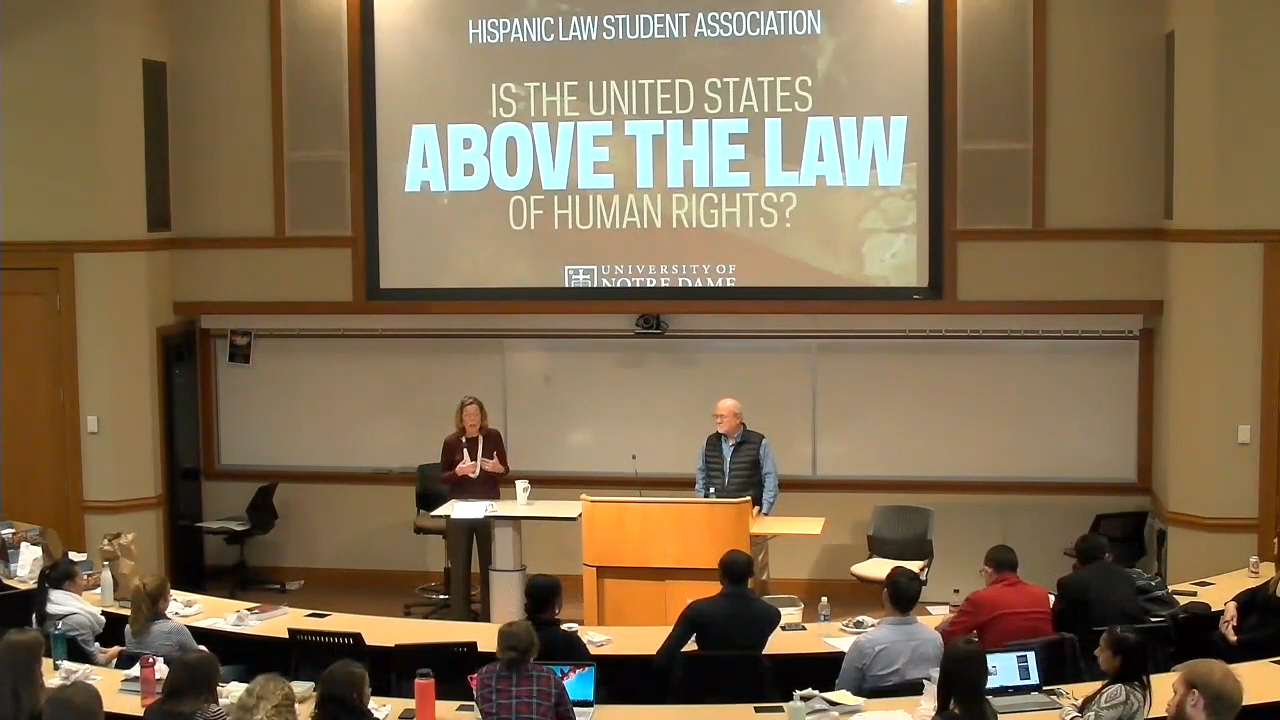 HISPANIC LAW STUDENT ASSOCIATION
IS THE UNITED STATES
ABOVE THE LAW
OF HUMAN RIGHTS?
UNIVERSITY OF
NOTRE DAME